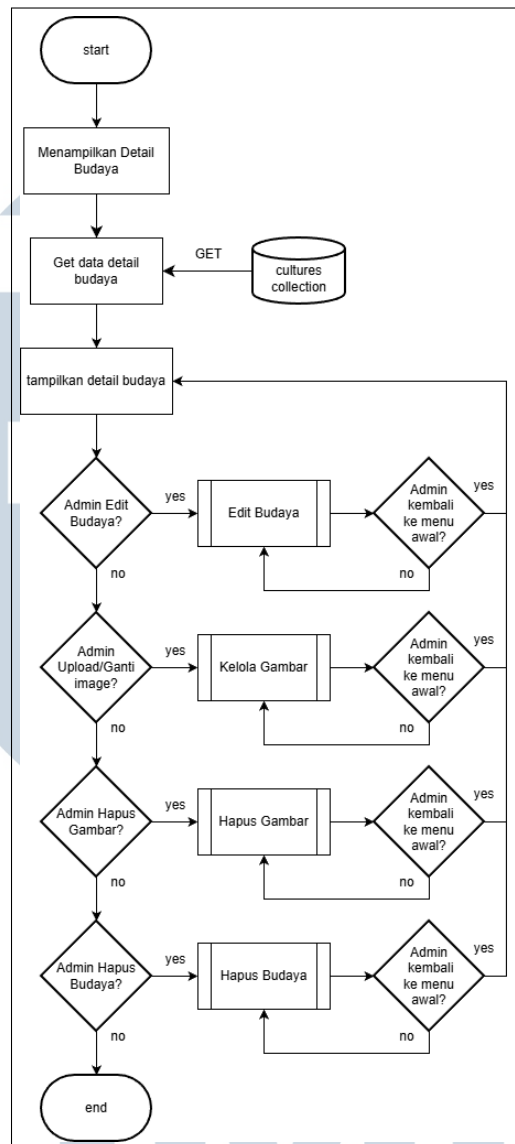 start
Menampilkan Detail
Budaya
Get data detail
budaya
GET
cultures
collection
tampilkan detail budaya
Admin Edit
Budaya?
yes
no
Edit Budaya
Admin
kembali
ke menu
awal?
yes
no
Admin
Upload/Ganti
image?
yes
no
Kelola Gambar
Admin
kembali
ke menu
awal?
yes
no
Admin Hapus
Gambar?
yes
no
Hapus Gambar
Admin
kembali
ke menu
awal?
yes
no
Admin Hapus
Budaya?
yes
no
Hapus Budaya
Admin
kembali
ke menu
awal?
yes
no
end